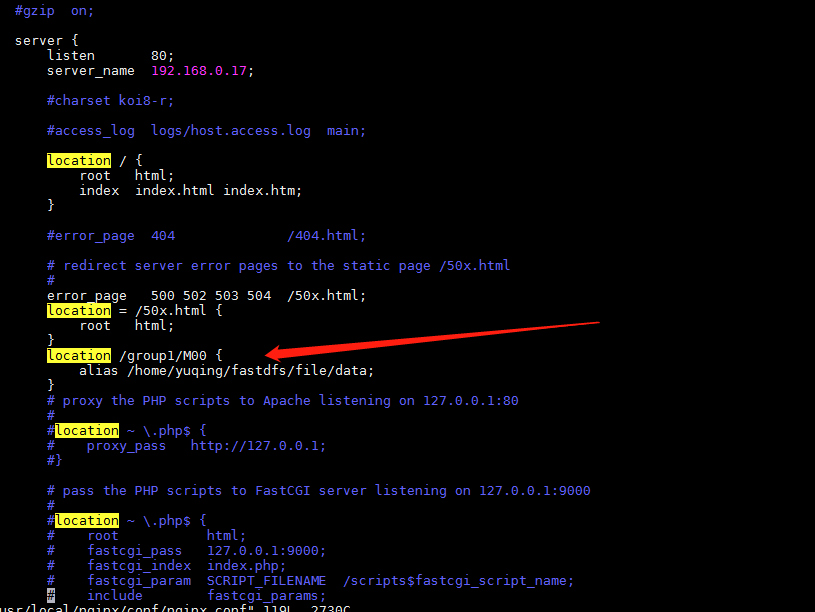 #gzip  on;
server {
    listen       80;
    server_name  192.168.0.17;
    #charset koi8-r;
    #access_log  logs/host.access.log  main;
    location / {
        root   html;
        index  index.html index.htm;
    }
    #error_page  404              /404.html;
    # redirect server error pages to the static page /50x.html
    #
    error_page   500 502 503 504  /50x.html;
    location = /50x.html {
        root   html;
    }
    location /group1/M00 {
        alias /home/yuqing/fastdfs/file/data;
    }
    # proxy the PHP scripts to Apache listening on 127.0.0.1:80
    #
    #location ~ \.php$ {
    #    proxy_pass   http://127.0.0.1;
    #}
    # pass the PHP scripts to FastCGI server listening on 127.0.0.1:9000
    #
    #location ~ \.php$ {
    #    root           html;
    #    fastcgi_pass   127.0.0.1:9000;
    #    fastcgi_index  index.php;
    #    fastcgi_param  SCRIPT_FILENAME  /scripts$fastcgi_script_name;
    #    include        fastcgi_params;
usr/local/nginx/conf/nginx.conf" 119L, 2730C